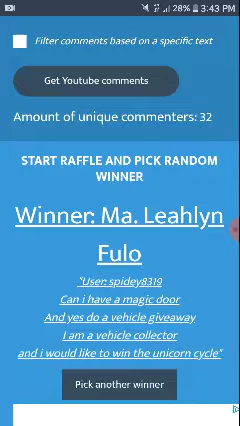 28% 3:43 PM
Filter comments based on a specific text
Get Youtube comments
Amount of unique commenters: 32
START RAFFLE AND PICK RANDOM
WINNER
Winner: Ma. Leahlyn
Fulo
"User: spidey8319
Can i have a magic door
And yes do a vehicle giveaway
I am a vehicle collector
and i would like to win the unicorn cycle"
Pick another winner